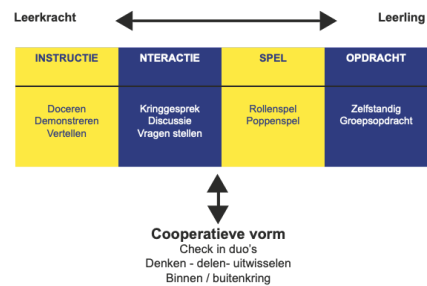 Leerkracht Leerling
INSTRUCTIE NTERACTIE SPEL OPDRACHT
Doceren Kringgesprek Rollenspel Zelfstandig
Demonstreren Discussie Poppenspel Groepsopdracht
Vertellen Vragen stellen
Cooperatieve vorm
Check in duo's
Denken - delen- uitwisselen
Binnen / buitenkring